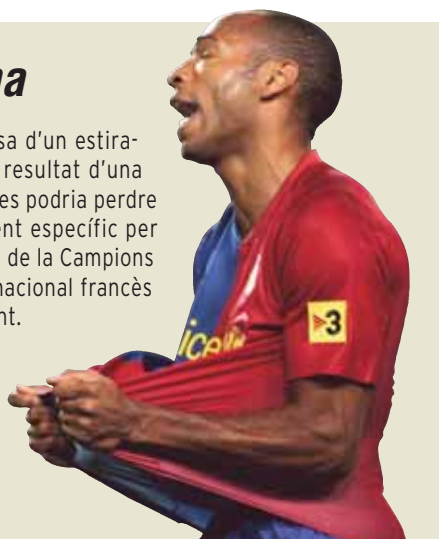 na
sa d'un estira-
resultat d'una
es podria perdre
ent específic per
de la Campions
nacional francès
nt.
3